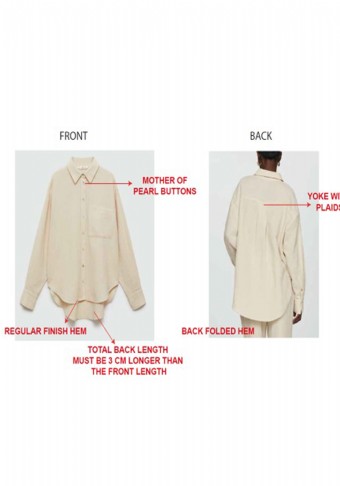 FRONT
BACK
MOTHER OF
PEARL BUTTONS
YOKE WI
PLAIDS
REGULAR FINISH HEM
BACK FOLDED HEM
TOTAL BACK LENGTH
MUST BE 3 CM LONGER THAN
THE FRONT LENGTH